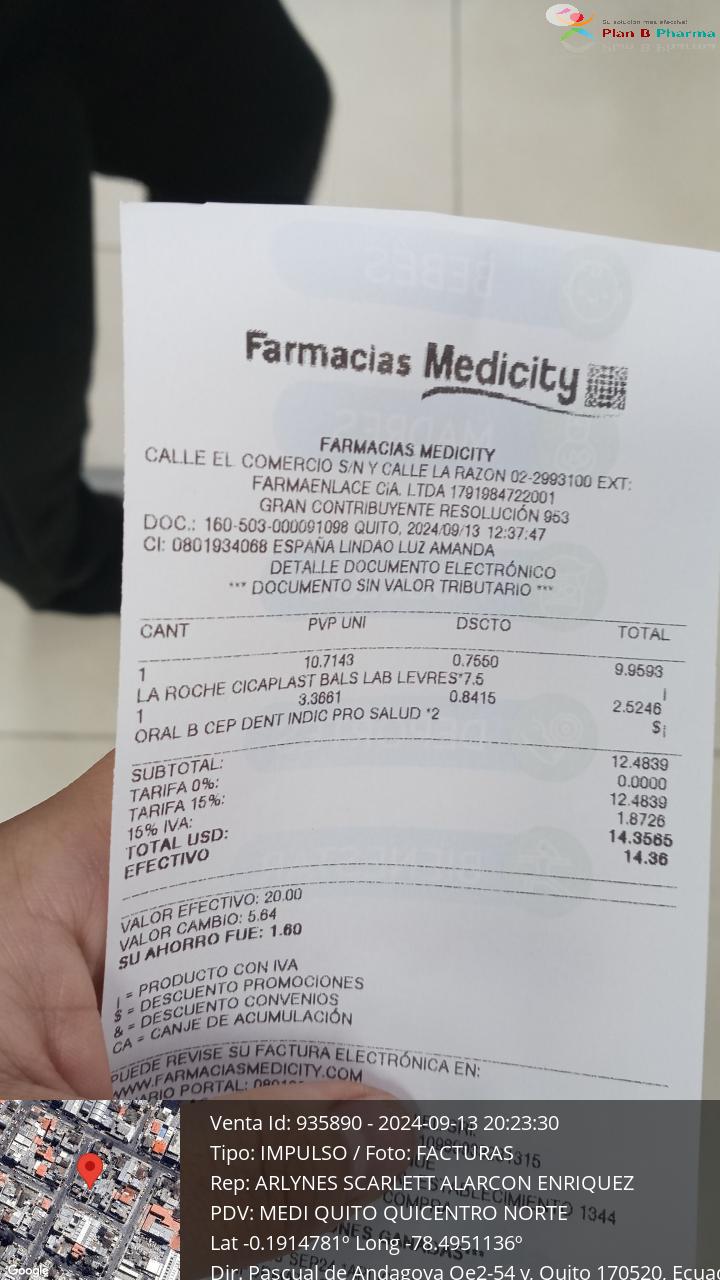 Su solución más efectiva!
Plan B Pharma
Farmacias Medicity
FARMACIAS MEDICITY
CALLE EL COMERCIO S/N Y CALLE LA RAZON 02-2993100 EXT:
FARMAENLACE CiA. LTDA 1791984722001
GRAN CONTRIBUYENTE RESOLUCIÓN 953
DOC.: 160-503-000091098 QUITO, 2024/09/13 12:37:47
CI: 0801934068 ESPAÑA LINDAO LUZ AMANDA
DETALLE DOCUMENTO ELECTRÓNICO
*** DOCUMENTO SIN VALOR TRIBUTARIO ***
CANT PVP UNI DSCTO TOTAL
1 10.7143 0.7550 9.9593
LA ROCHE CICAPLAST BALS LAB LEVRES*7.5 |
1 3.3661 0.8415 2.5246
ORAL B CEP DENT INDIC PRO SALUD *2 $¡
SUBTOTAL: 12.4839
TARIFA 0%: 0.0000
TARIFA 15%: 12.4839
15% IVA: 1.8726
TOTAL USD: 14.3565
EFECTIVO 14.36
VALOR EFECTIVO: 20.00
VALOR CAMBIO: 5.64
SU AHORRO FUE: 1.60
| = PRODUCTO CON IVA
$ = DESCUENTO PROMOCIONES
& = DESCUENTO CONVENIOS
CA = CANJE DE ACUMULACIÓN
PUEDE REVISE SU FACTURA ELECTRÓNICA EN:
WWW.FARMACIASMEDICITY.COM
PORTAL:
Venta Id: 935890 - 2024-09-13 20:23:30
Tipo: IMPULSO / Foto: FACTURAS
Rep: ARLYNES SCARLETT ALARCON ENRIQUEZ
PDV: MEDI QUITO QUICENTRO NORTE
Lat -0.1914781º Long -78.4951136º
Dir. Pascual de Andagoya Oe2-54 y, Quito 170520, Ecua
Google